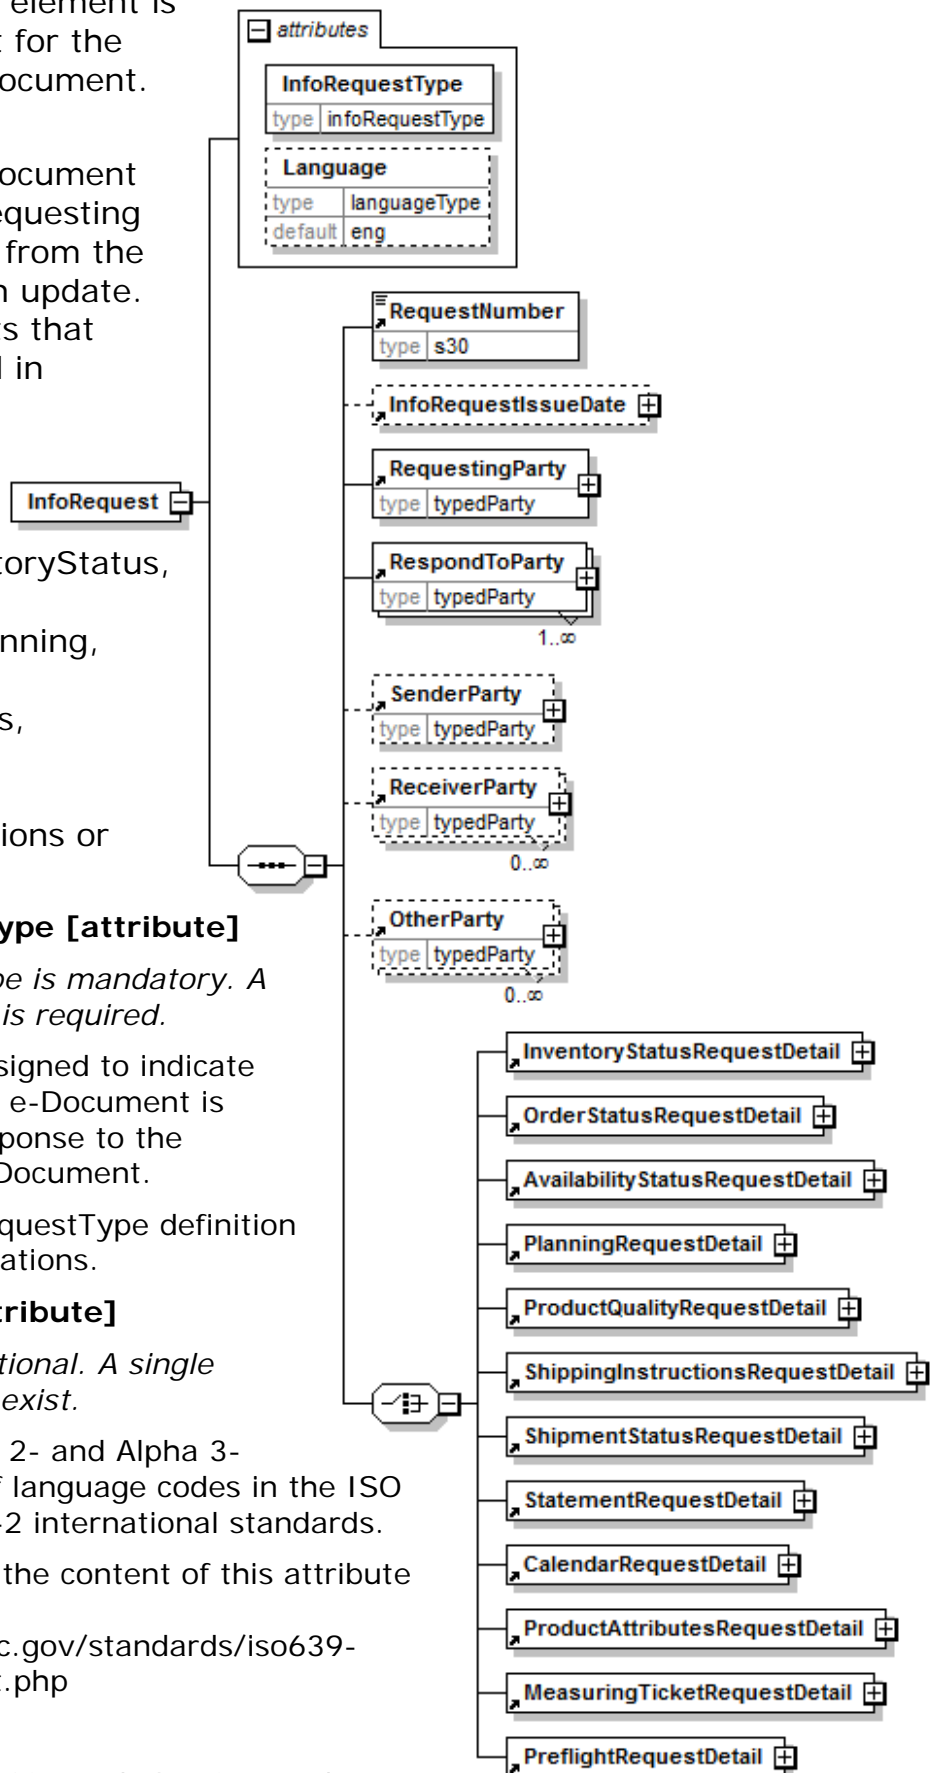 element is
t for the
ocument.
ocument
equesting
from the
n update.
ts that
l in
toryStatus,
nning,
s,
ions or
ype [attribute]
pe is mandatory. A
is required.
signed to indicate
e-Document is
ponse to the
Document.
questType definition
ations.
tribute]
tional. A single
exist.
2- and Alpha 3-
f language codes in the ISO
-2 international standards.
the content of this attribute
c.gov/standards/iso639-
t.php
attributes
InfoRequestType
type infoRequestType
Language
type languageType
default eng
InfoRequest
RequestNumber
type s30
InfoRequestIssueDate
RequestingParty
type typedParty
RespondToParty
type typedParty
1..∞
SenderParty
type typedParty
ReceiverParty
type typedParty
0..∞
OtherParty
type typedParty
0..∞
InventoryStatusRequestDetail
OrderStatusRequestDetail
AvailabilityStatusRequestDetail
PlanningRequestDetail
ProductQualityRequestDetail
ShippingInstructionsRequestDetail
ShipmentStatusRequestDetail
StatementRequestDetail
CalendarRequestDetail
ProductAttributesRequestDetail
MeasuringTicketRequestDetail
PreflightRequestDetail